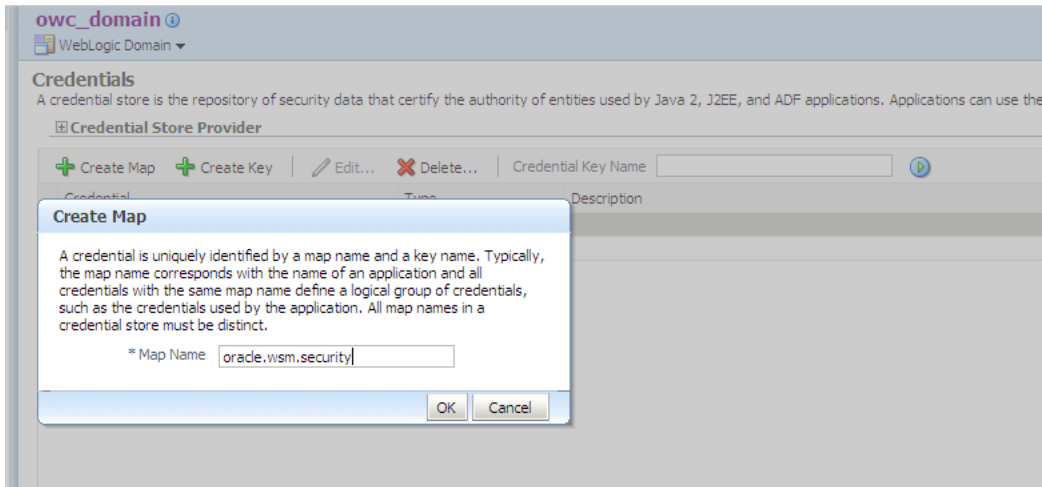 owc_domain
WebLogic Domain
Credentials
A credential store is the repository of security data that certify the authority of entities used by Java 2, J2EE, and ADF applications. Applications can use the
Credential Store Provider
Create Map Create Key Edit... Delete... Credential Key Name
Credential Type Description
Create Map
A credential is uniquely identified by a map name and a key name. Typically,
the map name corresponds with the name of an application and all
credentials with the same map name define a logical group of credentials,
such as the credentials used by the application. All map names in a
credential store must be distinct.
* Map Name oracle.wsm.security
OK Cancel